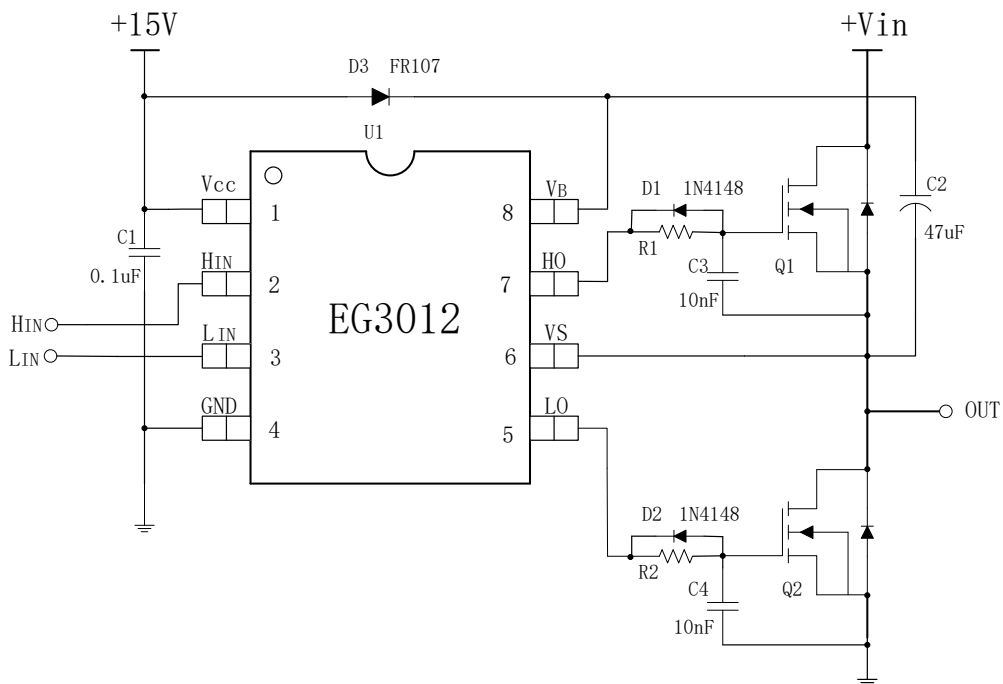 +15V
+Vin
D3 FR107
U1
Vcc
1
HIN
2
LIN
3
GND
4
EG3012
VB
8
HO
7
VS
6
LO
5
C1
0.1uF
HIN
LIN
D1 1N4148
R1
C3
10nF
Q1
C2
47uF
OUT
D2 1N4148
R2
C4
10nF
Q2